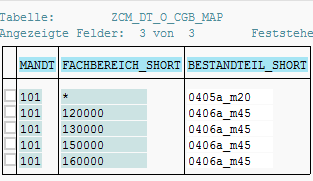 Tabelle: ZCM_DT_O_CGB_MAP
Angezeigte Felder: 3 von 3 Feststehe
MANDT FACHBEREICH_SHORT BESTANDTEIL_SHORT
101 * 0405a_m20
101 120000 0406a_m45
101 130000 0406a_m45
101 150000 0406a_m45
101 160000 0406a_m45